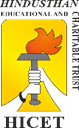 HINDUSTHAN
EDUCATIONAL AND
CHARITABLE TRUST
HICET